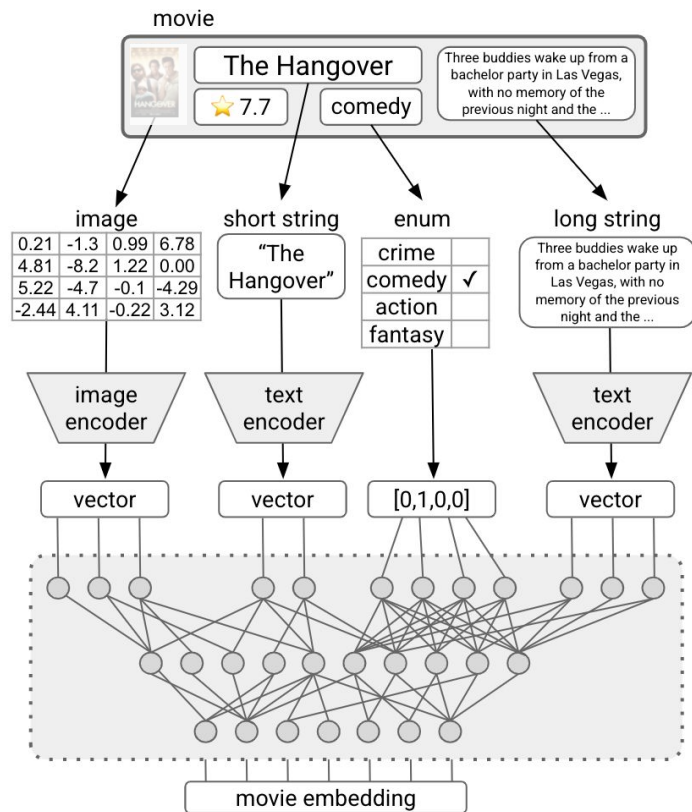 movie
HANGOVER
The Hangover
⭐ 7.7
comedy
Three buddies wake up from a
bachelor party in Las Vegas,
with no memory of the
previous night and the ...
image
0.21 -1.3 0.99 6.78
4.81 -8.2 1.22 0.00
5.22 -4.7 -0.1 -4.29
-2.44 4.11 -0.22 3.12
short string
“The
Hangover”
enum
crime
comedy ✓
action
fantasy
long string
Three buddies wake up
from a bachelor party in
Las Vegas, with no
memory of the previous
night and the ...
image
encoder
text
encoder
text
encoder
vector
vector
[0,1,0,0]
vector
movie embedding